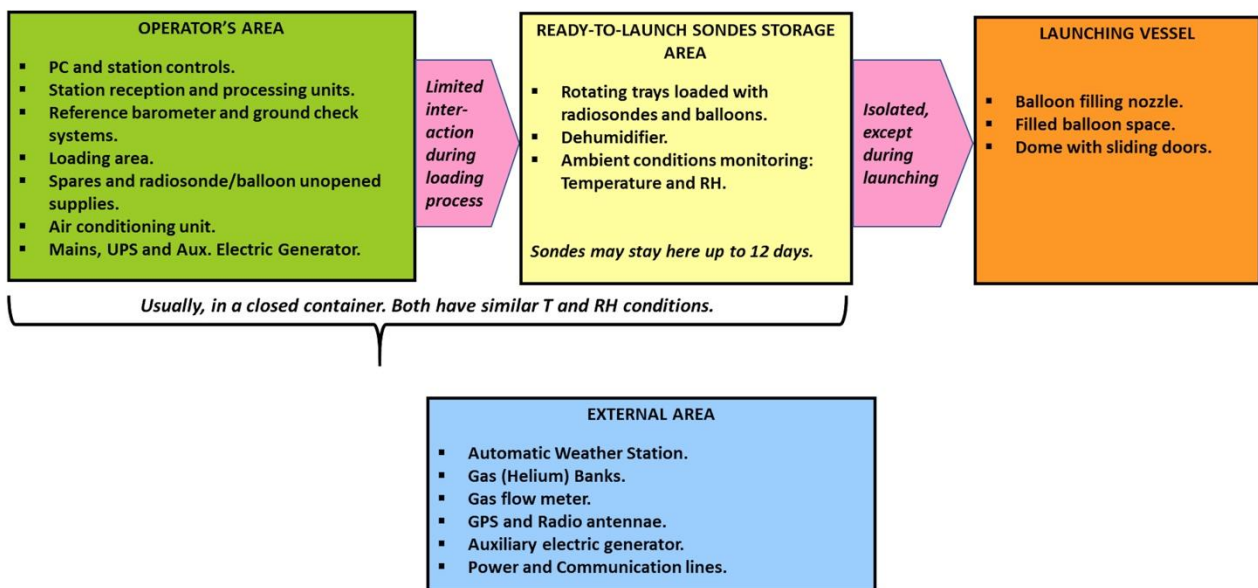 OPERATOR'S AREA
▪ PC and station controls.
▪ Station reception and processing units.
▪ Reference barometer and ground check
systems.
▪ Loading area.
▪ Spares and radiosonde/balloon unopened
supplies.
▪ Air conditioning unit.
▪ Mains, UPS and Aux. Electric Generator.
Limited
inter-
action
during
loading
process
READY-TO-LAUNCH SONDES STORAGE
AREA
▪ Rotating trays loaded with
radiosondes and balloons.
▪ Dehumidifier.
▪ Ambient conditions monitoring:
Temperature and RH.
Sondes may stay here up to 12 days.
Isolated,
except
during
launching
LAUNCHING VESSEL
▪ Balloon filling nozzle.
▪ Filled balloon space.
▪ Dome with sliding doors.
Usually, in a closed container. Both have similar T and RH conditions.
EXTERNAL AREA
▪ Automatic Weather Station.
▪ Gas (Helium) Banks.
▪ Gas flow meter.
▪ GPS and Radio antennae.
▪ Auxiliary electric generator.
▪ Power and Communication lines.